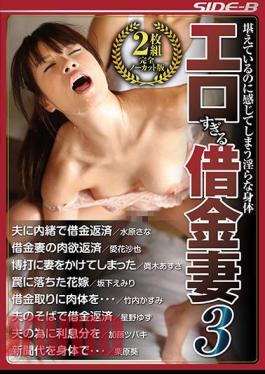 SIDE-B
堪えているのに感じてしまう淫らな身体
2枚組
完全ノーカット版
エロすぎる借金妻3
夫に内緒で借金返済/水原さな
借金妻の肉欲返済/愛花沙也
博打に妻をかけてしまった/真木あずさ
罠に落ちた花嫁/坂下えみり
借金取りに肉体を・・・/竹内かすみ
夫のそばで借金返済/星野ゆず
夫の為に利息分を/加藤ツバキ
新聞代を身体で・・・/栗原葵